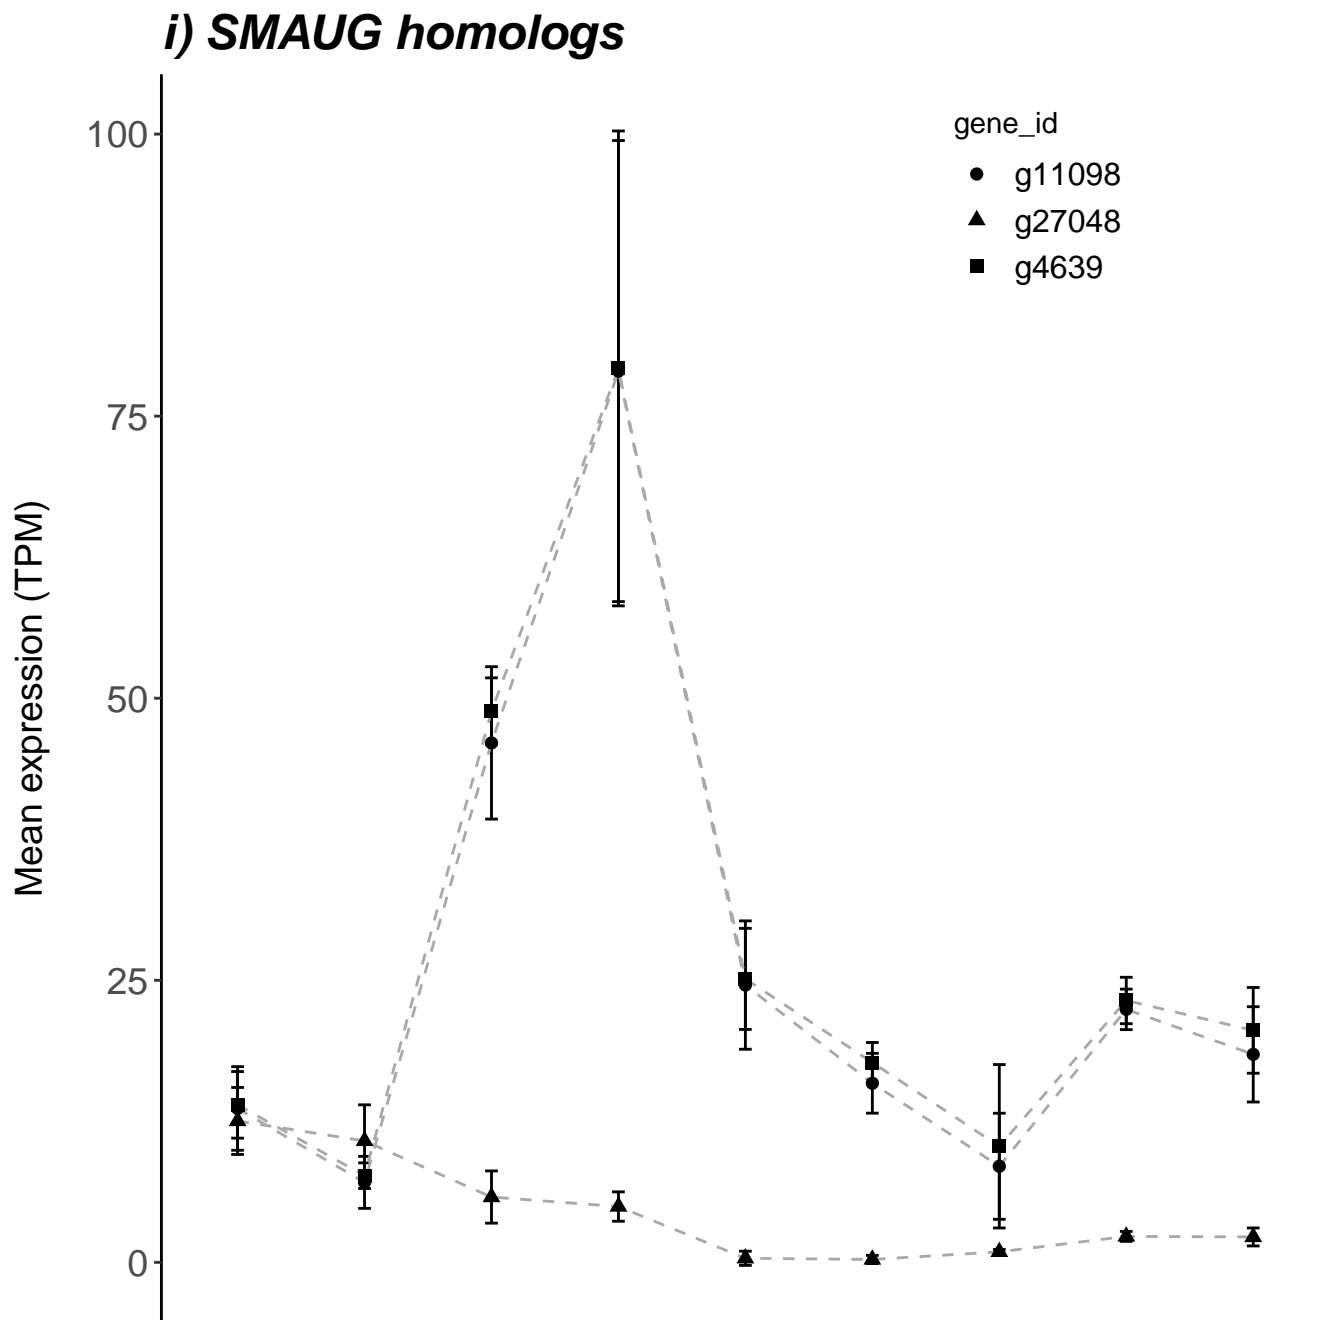 i) SMAUG homologs
gene_id
g11098
g27048
g4639
Mean expression (TPM)
100
75
50
25
0